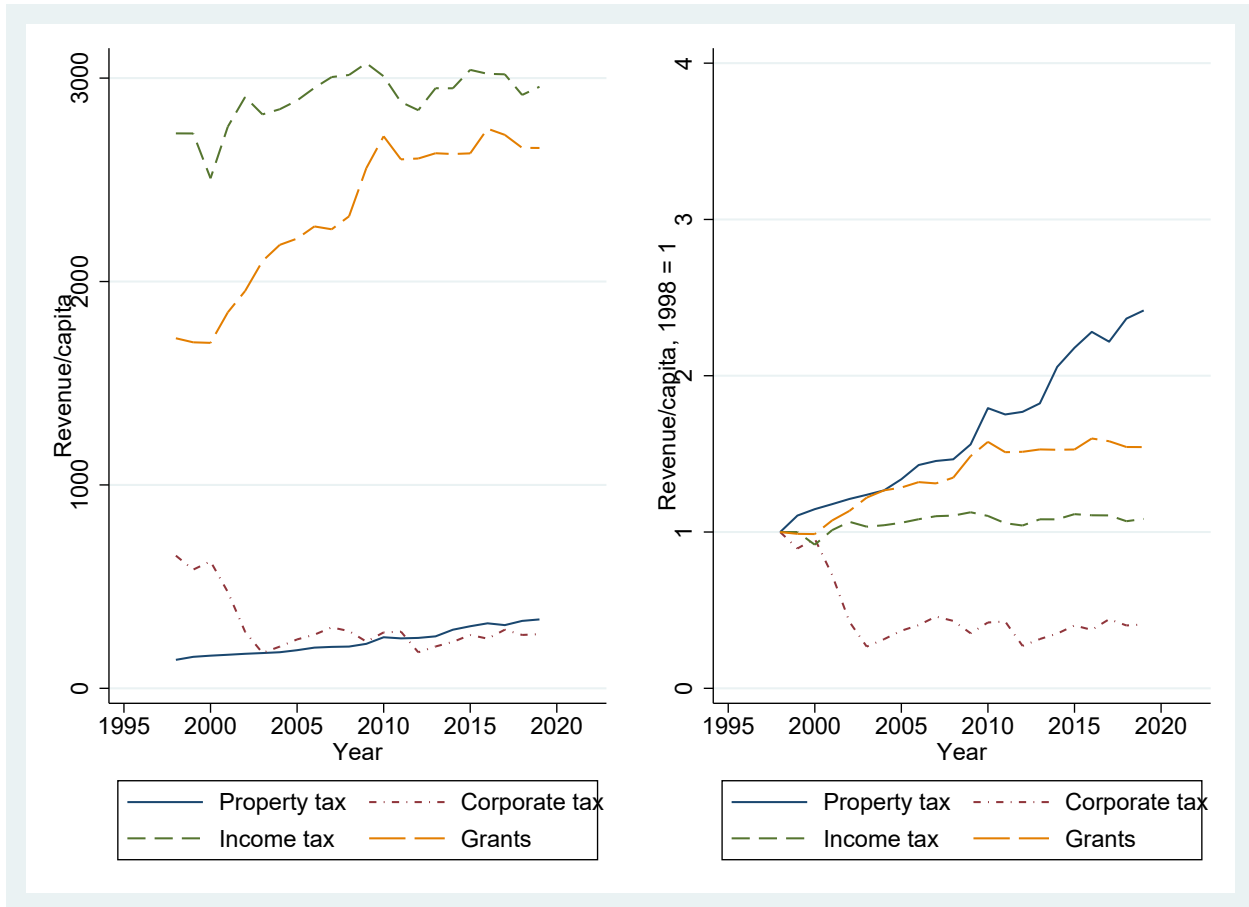 Revenue/capita
3000
2000
1000
0
1995 2000 2005 2010 2015 2020
Year
Property tax Corporate tax
Income tax Grants
Revenue/capita, 1998 = 1
4
3
2
1
0
1995 2000 2005 2010 2015 2020
Year
Property tax Corporate tax
Income tax Grants